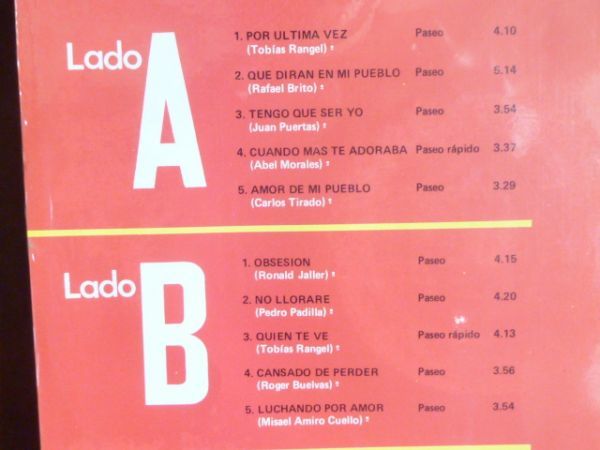 Lado A
1. POR ULTIMA VEZ Paseo 4.10
(Tobías Rangel)
2. QUE DIRAN EN MI PUEBLO Paseo 5.14
(Rafael Brito)
3. TENGO QUE SER YO Paseo 3.54
(Juan Puertas)
4. CUANDO MAS TE ADORABA Paseo rápido 3.37
(Abel Morales)
5. AMOR DE MI PUEBLO Paseo 3.29
(Carlos Tirado)
Lado B
1. OBSESION Paseo 4.15
(Ronald Jaller)
2. NO LLORARE Paseo 4.20
(Pedro Padilla)
3. QUIEN TE VE Paseo rápido 4.13
(Tobías Rangel)
4. CANSADO DE PERDER Paseo 3.56
(Roger Buelvas)
5. LUCHANDO POR AMOR Paseo 3.54
(Misael Amiro Cuello)